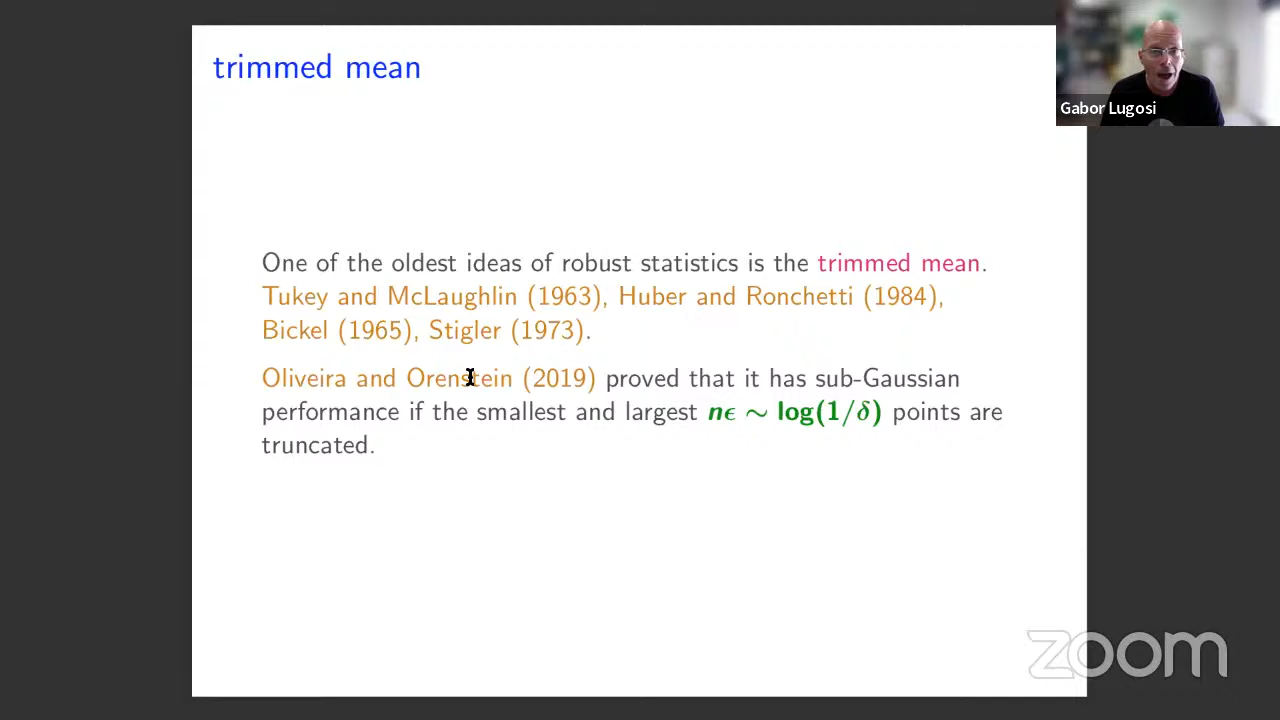 trimmed mean
Gabor Lugosi
One of the oldest ideas of robust statistics is the trimmed mean.
Tukey and McLaughlin (1963), Huber and Ronchetti (1984),
Bickel (1965), Stigler (1973).
Oliveira and Orenstein (2019) proved that it has sub-Gaussian
performance if the smallest and largest nϵ ∼ log(1/δ) points are
truncated.
zoom